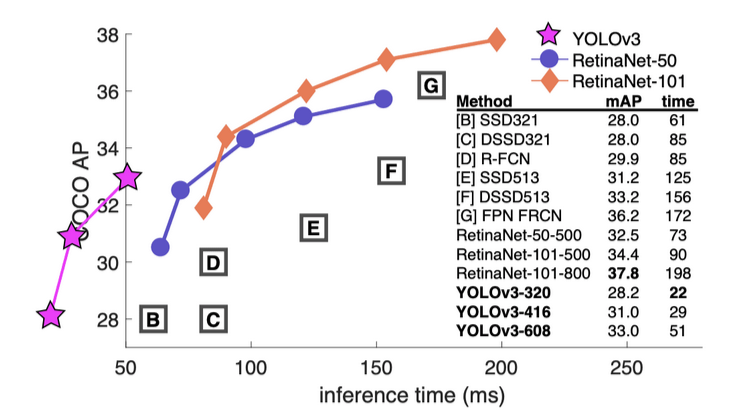 38
36
34
32
30
28
COCO AP
50
100
150
200
250
inference time (ms)
B
C
D
E
F
G
YOLOv3
RetinaNet-50
RetinaNet-101
Method mAP time
[B] SSD321 28.0 61
[C] DSSD321 28.0 85
[D] R-FCN 29.9 85
[E] SSD513 31.2 125
[F] DSSD513 33.2 156
[G] FPN FRCN 36.2 172
RetinaNet-50-500 32.5 73
RetinaNet-101-500 34.4 90
RetinaNet-101-800 37.8 198
YOLOv3-320 28.2 22
YOLOv3-416 31.0 29
YOLOv3-608 33.0 51